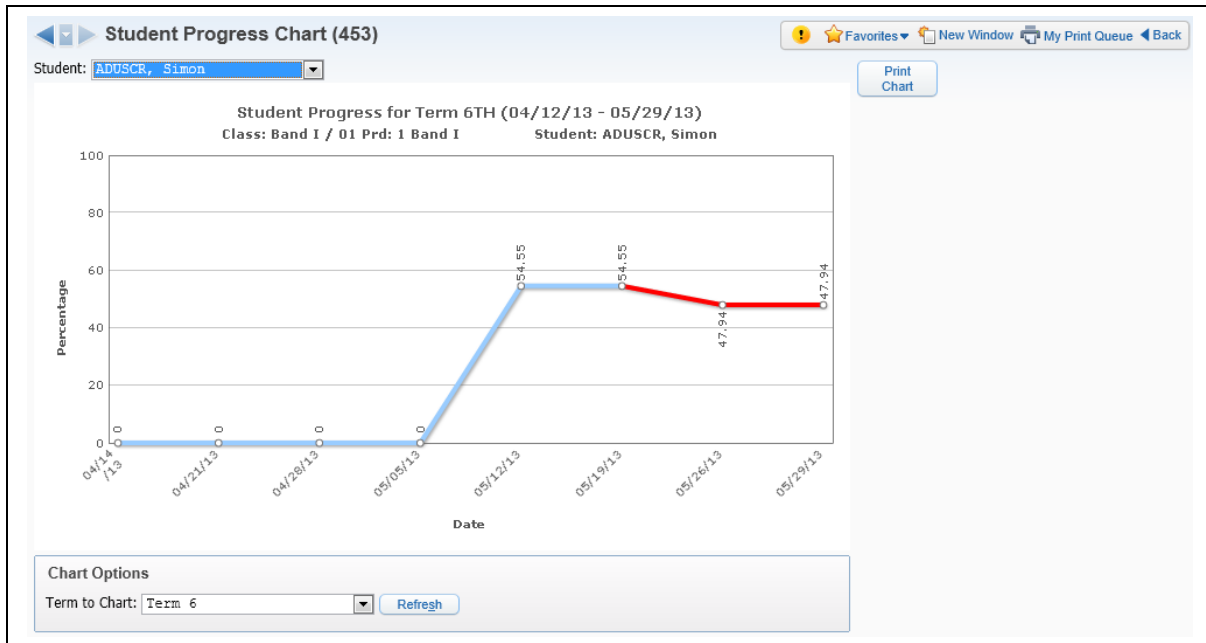 Student Progress Chart (453)
Favorites New Window My Print Queue Back
Student: ADUSCR, Simon
Print
Chart
Student Progress for Term 6TH (04/12/13 - 05/29/13)
Class: Band I / 01 Prd: 1 Band I Student: ADUSCR, Simon
Percentage
100
80
60
40
20
0
0 0 0 0 54.55 54.55 47.94 47.94
04/14/13 04/21/13 04/28/13 05/05/13 05/12/13 05/19/13 05/26/13 05/29/13
Date
Chart Options
Term to Chart: Term 6 Refresh